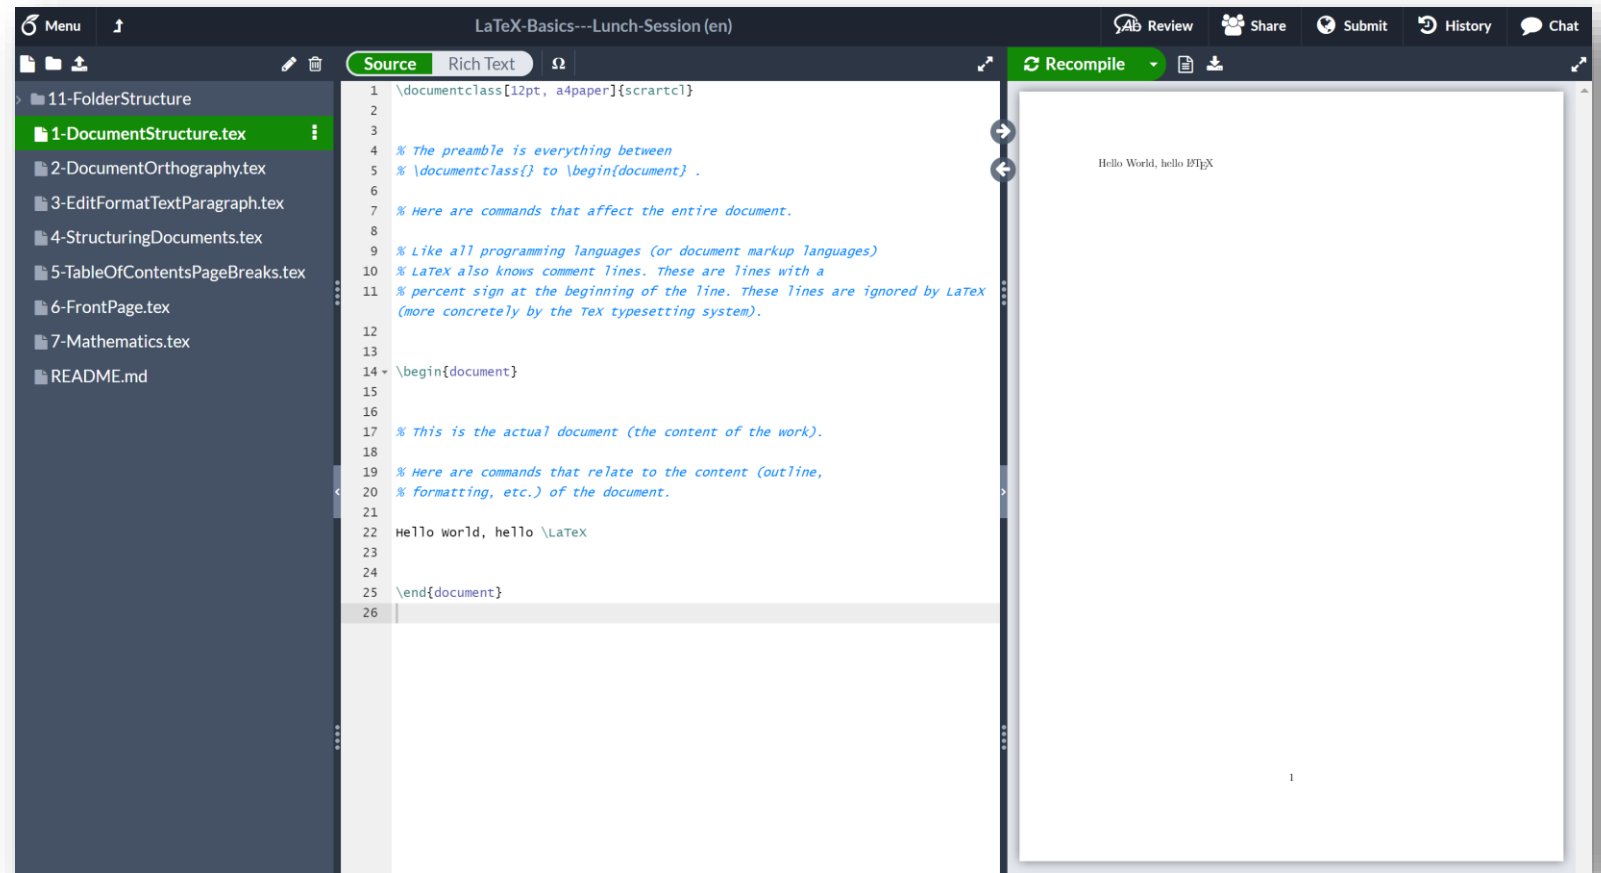 Menu
LaTeX-Basics---Lunch-Session (en)
Review
Share
Submit
History
Chat
Source
Rich Text
Ω
Recompile
11-FolderStructure
1-DocumentStructure.tex
2-DocumentOrthography.tex
3-EditFormatTextParagraph.tex
4-StructuringDocuments.tex
5-TableOfContentsPageBreaks.tex
6-FrontPage.tex
7-Mathematics.tex
README.md
1 \documentclass[12pt, a4paper]{scrartcl}
2
3
4 % The preamble is everything between
5 % \documentclass{} to \begin{document} .
6
7 % Here are commands that affect the entire document.
8
9 % Like all programming languages (or document markup languages)
10 % LaTeX also knows comment lines. These are lines with a
11 % percent sign at the beginning of the line. These lines are ignored by LaTeX
(more concretely by the TeX typesetting system).
12
13
14 \begin{document}
15
16
17 % This is the actual document (the content of the work).
18
19 % Here are commands that relate to the content (outline,
20 % formatting, etc.) of the document.
21
22 Hello World, hello \LaTeX
23
24
25 \end{document}
26
Hello World, hello LATEX
1